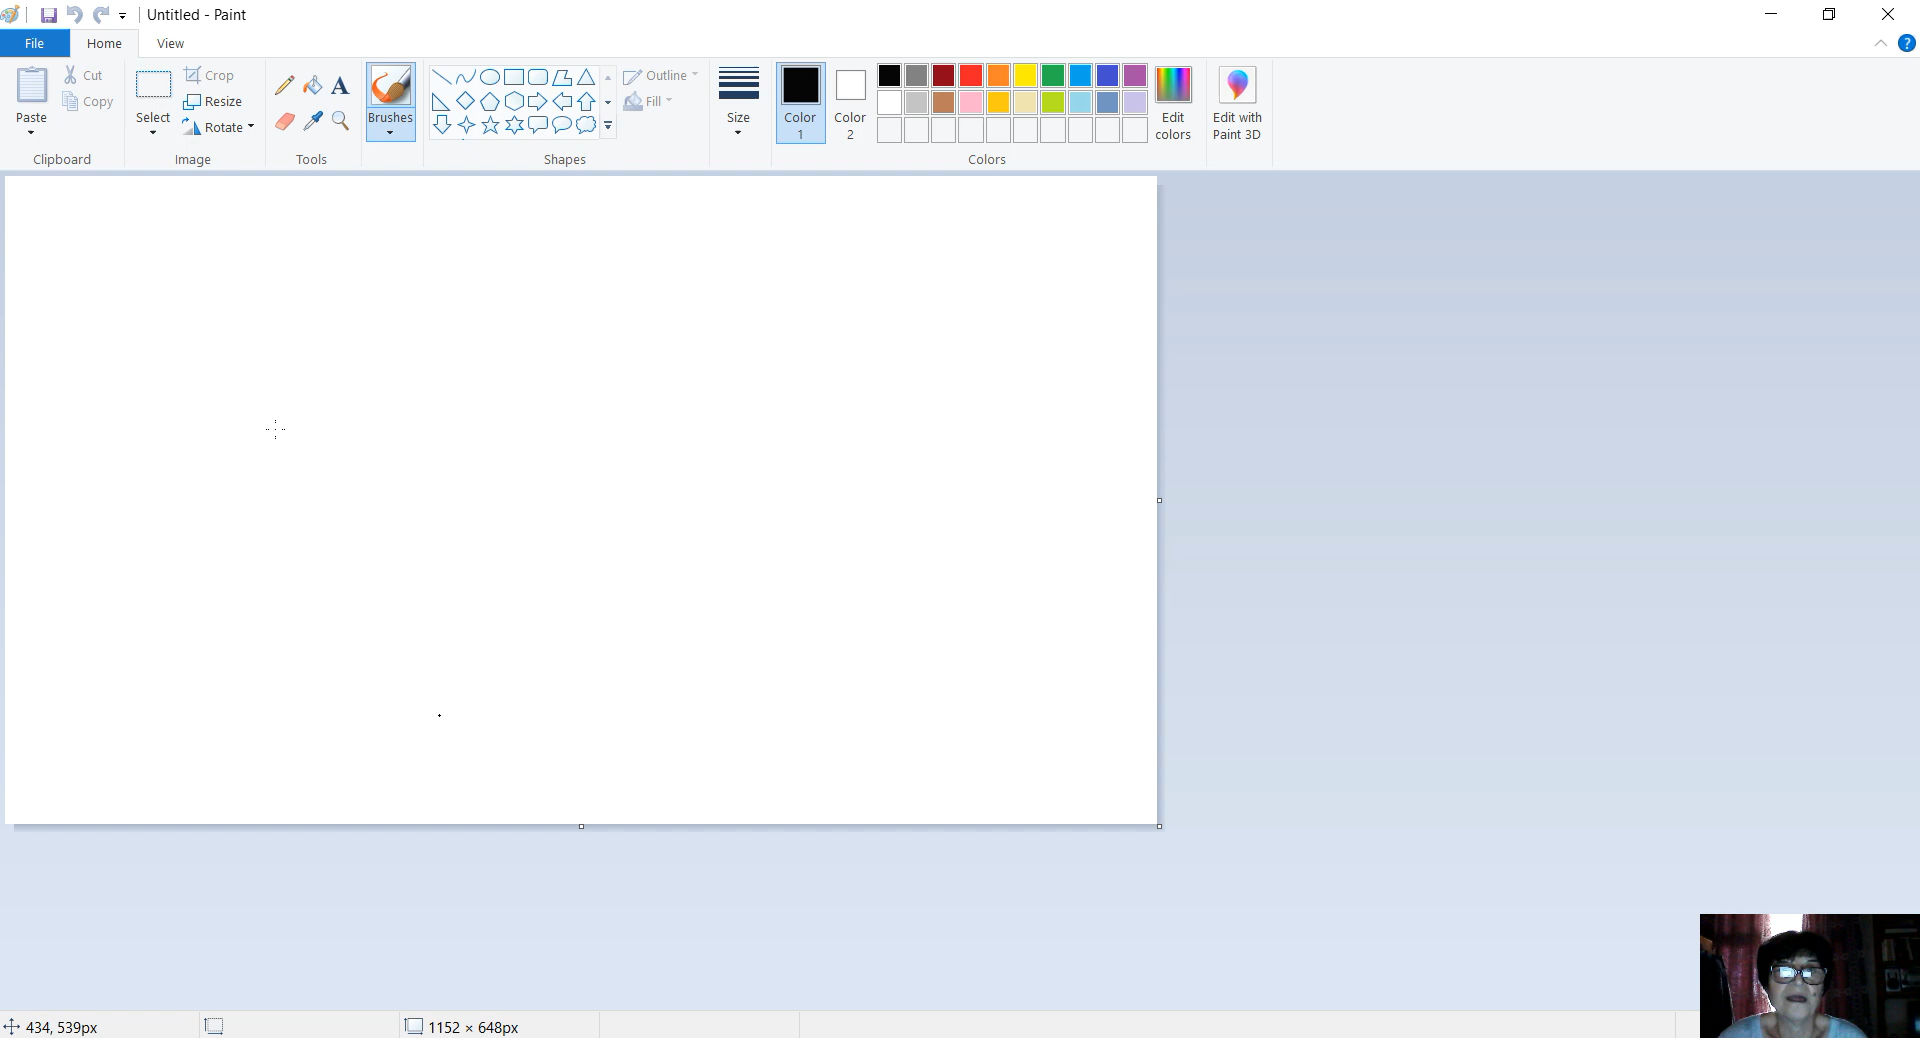 Untitled - Paint
File
Home
View
Paste
Cut
Copy
Clipboard
Select
Crop
Resize
Rotate
Image
A
Tools
Brushes
Outline
Fill
Shapes
Size
Color
1
Color
2
Edit
colors
Colors
Edit with
Paint 3D
?
434, 539px
1152 × 648px